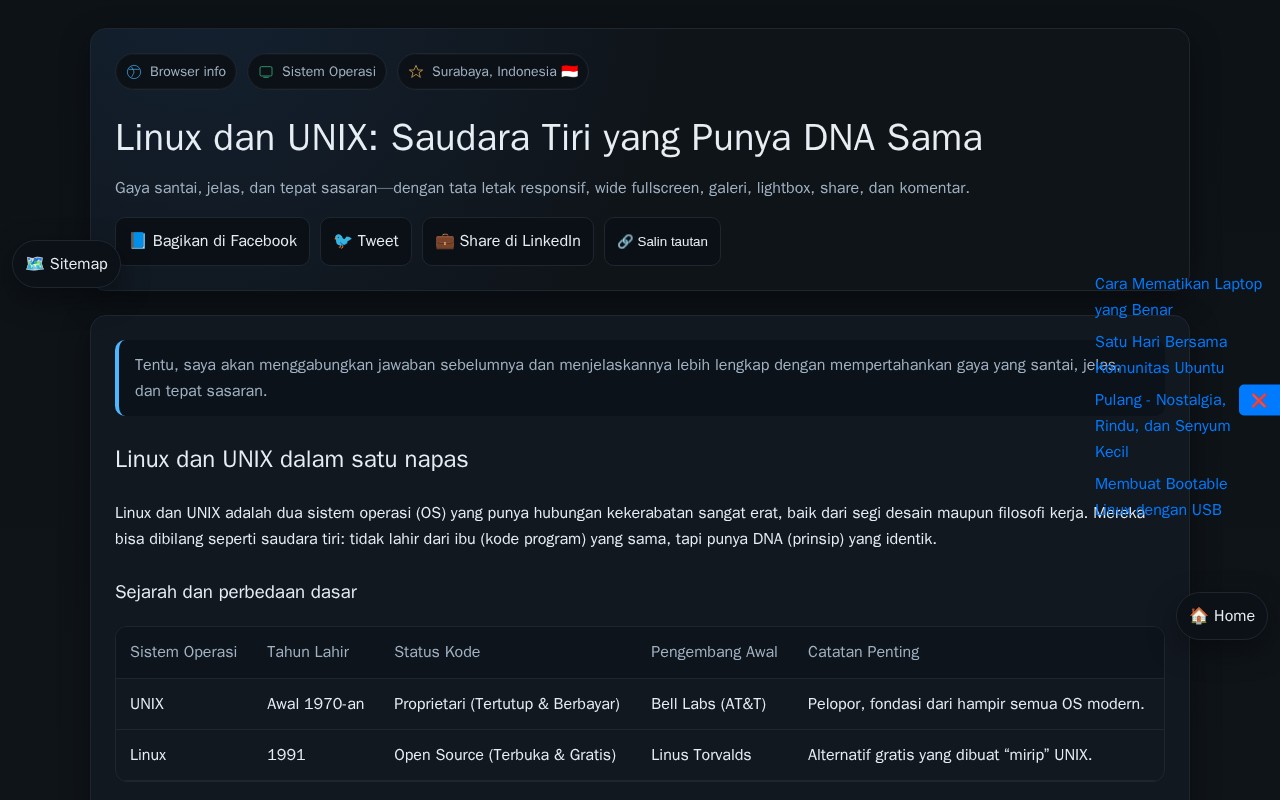 Browser info
Sistem Operasi
Surabaya, Indonesia 🇮🇩
Linux dan UNIX: Saudara Tiri yang Punya DNA Sama
Gaya santai, jelas, dan tepat sasaran—dengan tata letak responsif, wide fullscreen, galeri, lightbox, share, dan komentar.
📘 Bagikan di Facebook
🐦 Tweet
💼 Share di LinkedIn
🔗 Salin tautan
🗺️ Sitemap
Cara Mematikan Laptop
yang Benar
Satu Hari Bersama
Komunitas Ubuntu
Pulang - Nostalgia,
Rindu, dan Senyum
Kecil
Membuat Bootable
Linux dengan USB
❌
Tentu, saya akan menggabungkan jawaban sebelumnya dan menjelaskannya lebih lengkap dengan mempertahankan gaya yang santai, jelas,
dan tepat sasaran.
Linux dan UNIX dalam satu napas
Linux dan UNIX adalah dua sistem operasi (OS) yang punya hubungan kekerabatan sangat erat, baik dari segi desain maupun filosofi kerja. Mereka
bisa dibilang seperti saudara tiri: tidak lahir dari ibu (kode program) yang sama, tapi punya DNA (prinsip) yang identik.
🏠 Home
Sejarah dan perbedaan dasar
Sistem Operasi Tahun Lahir Status Kode Pengembang Awal Catatan Penting
UNIX Awal 1970-an Proprietari (Tertutup & Berbayar) Bell Labs (AT&T) Pelopor, fondasi dari hampir semua OS modern.
Linux 1991 Open Source (Terbuka & Gratis) Linus Torvalds Alternatif gratis yang dibuat “mirip” UNIX.